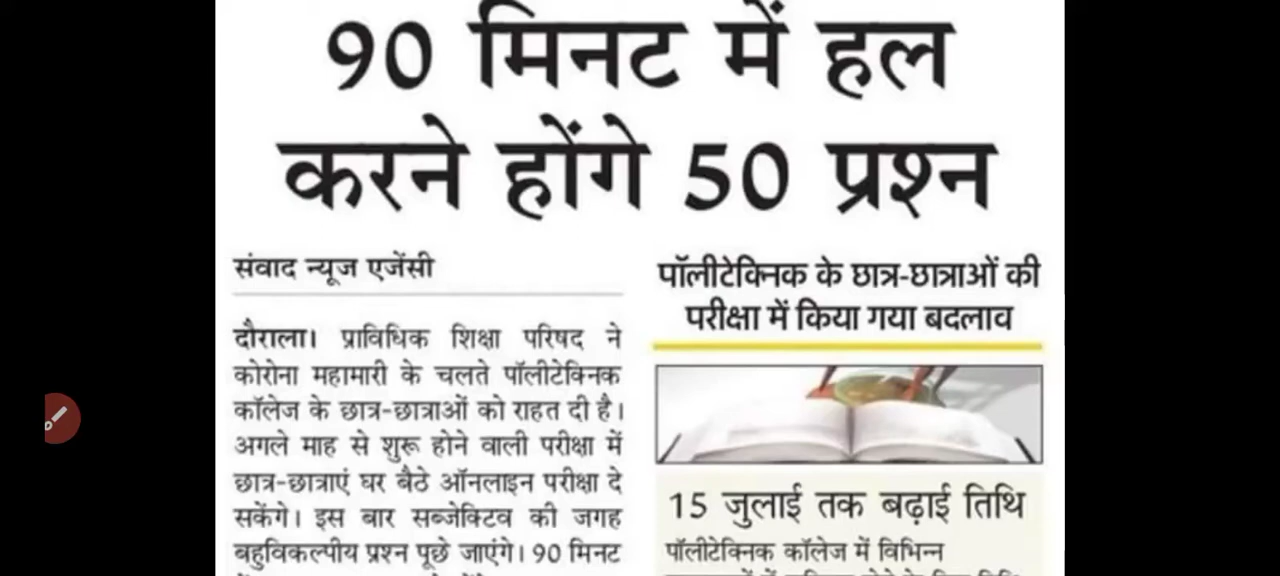 90 मिनट में हल
करने होंगे 50 प्रश्न
संवाद न्यूज एजेंसी
दौराला। प्राविधिक शिक्षा परिषद ने
कोरोना महामारी के चलते पॉलीटेक्निक
कॉलेज के छात्र-छात्राओं को राहत दी है।
अगले माह से शुरू होने वाली परीक्षा में
छात्र-छात्राएं घर बैठे ऑनलाइन परीक्षा दे
सकेंगे। इस बार सब्जेक्टिव की जगह
बहुविकल्पीय प्रश्न पूछे जाएंगे। 90 मिनट
पॉलीटेक्निक के छात्र-छात्राओं की
परीक्षा में किया गया बदलाव
15 जुलाई तक बढ़ाई तिथि
पॉलीटेक्निक कॉलेज में विभिन्न